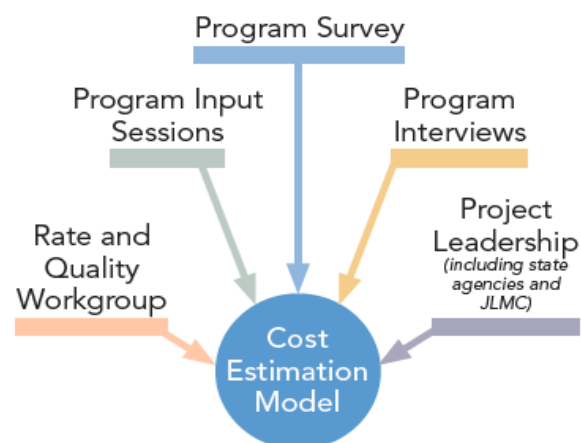 Program Survey
Program Input
Sessions
Program
Interviews
Rate and
Quality
Workgroup
Project
Leadership
(including state
agencies and
JLMC)
Cost
Estimation
Model